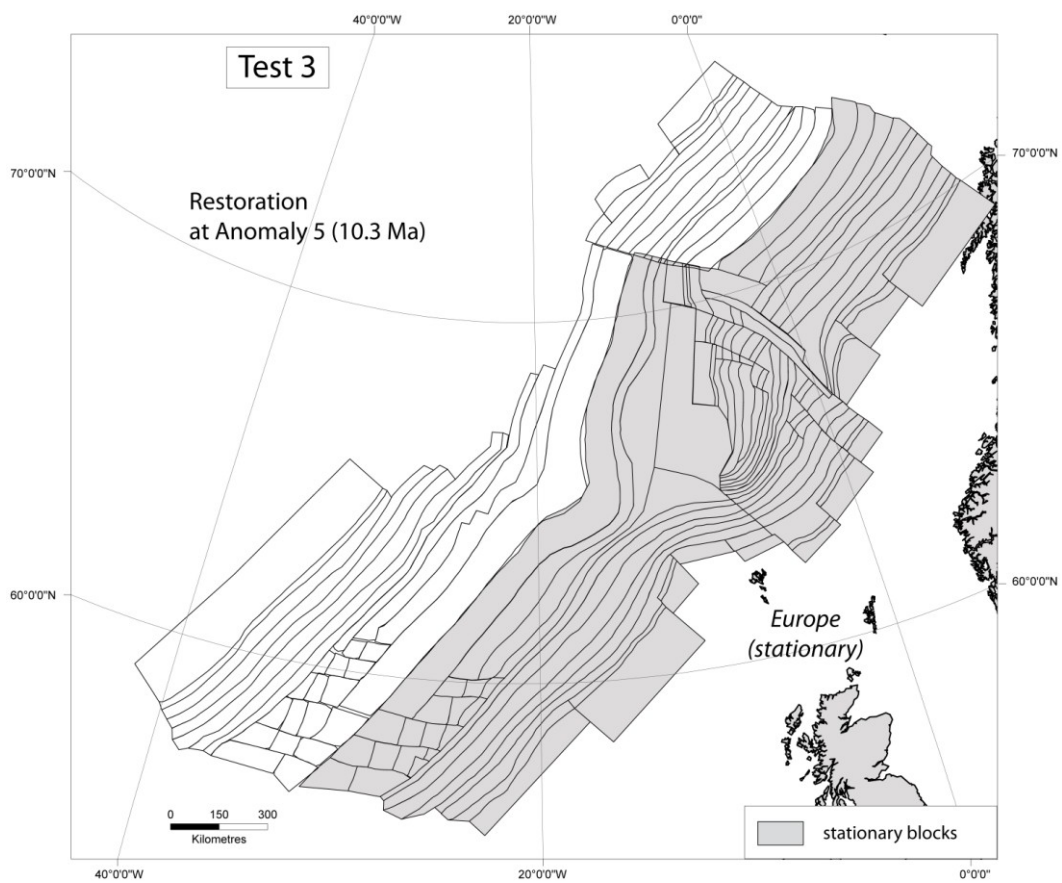 40°0'0"W
20°0'0"W
0°0'0"
Test 3
70°0'0"N
70°0'0"N
Restoration
at Anomaly 5 (10.3 Ma)
60°0'0"N
60°0'0"N
Europe
(stationary)
0 150 300
Kilometres
stationary blocks
40°0'0"W
20°0'0"W
0°0'0"